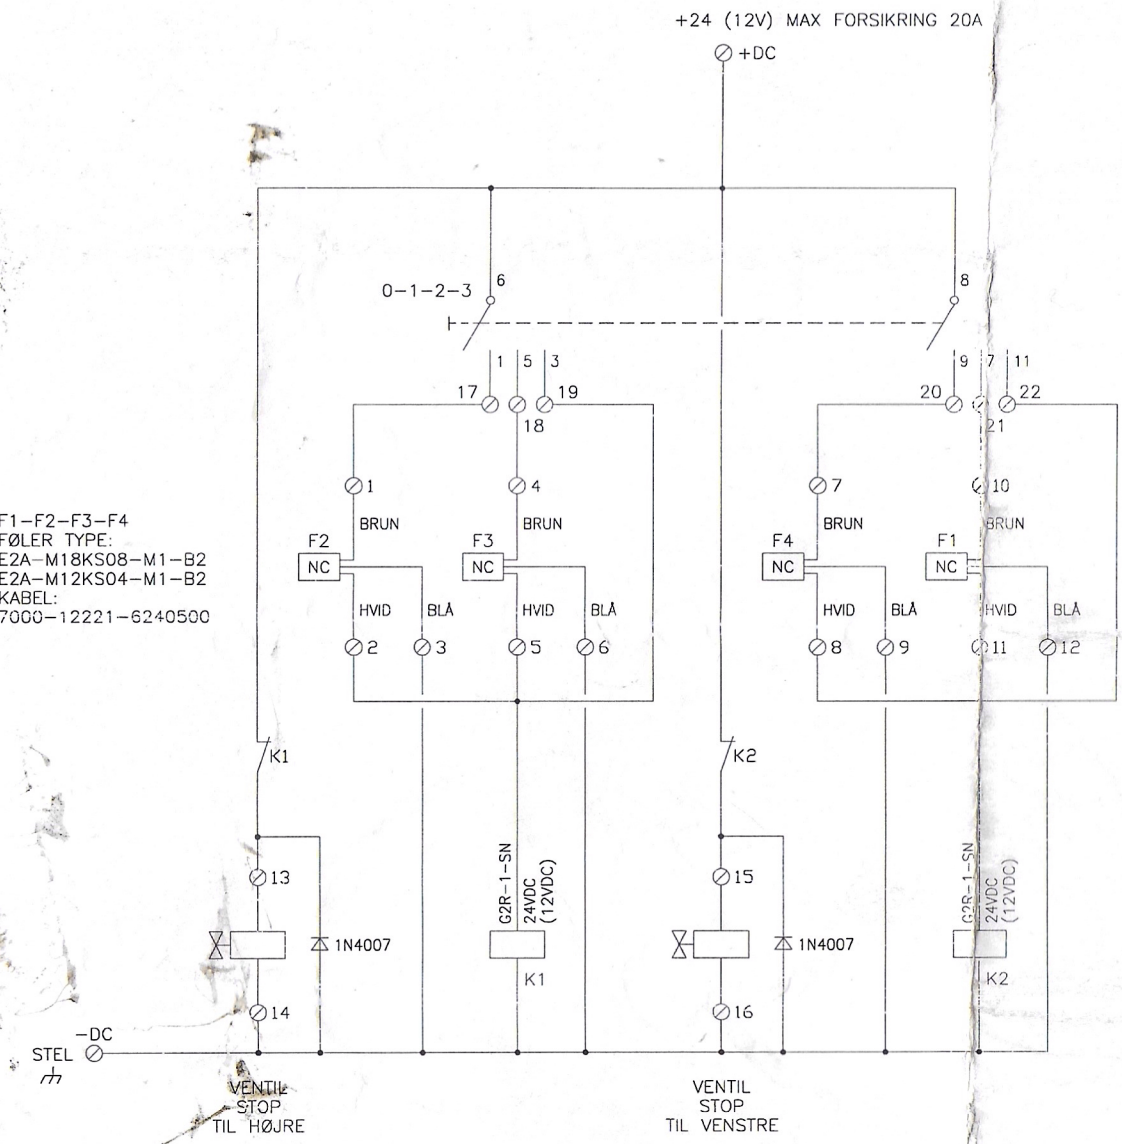 +24 (12V) MAX FORSIKRING 20A
+DC
0-1-2-3
6
8
1
5
3
9
7
11
17
19
18
20
22
21
1
4
7
10
BRUN
BRUN
BRUN
BRUN
F1-F2-F3-F4
FØLER TYPE:
E2A-M18KS08-M1-B2
E2A-M12KS04-M1-B2
KABEL:
7000-12221-6240500
F2
NC
F3
NC
F4
NC
F1
NC
HVID
BLÅ
HVID
BLÅ
HVID
BLÅ
HVID
BLÅ
2
3
5
6
8
9
11
12
K1
K2
13
15
G2R-1-SN
24VDC
(12VDC)
G2R-1-SN
24VDC
(12VDC)
1N4007
1N4007
K1
K2
14
16
-DC
STEL
VENTIL
STOP
TIL HØJRE
VENTIL
STOP
TIL VENSTRE